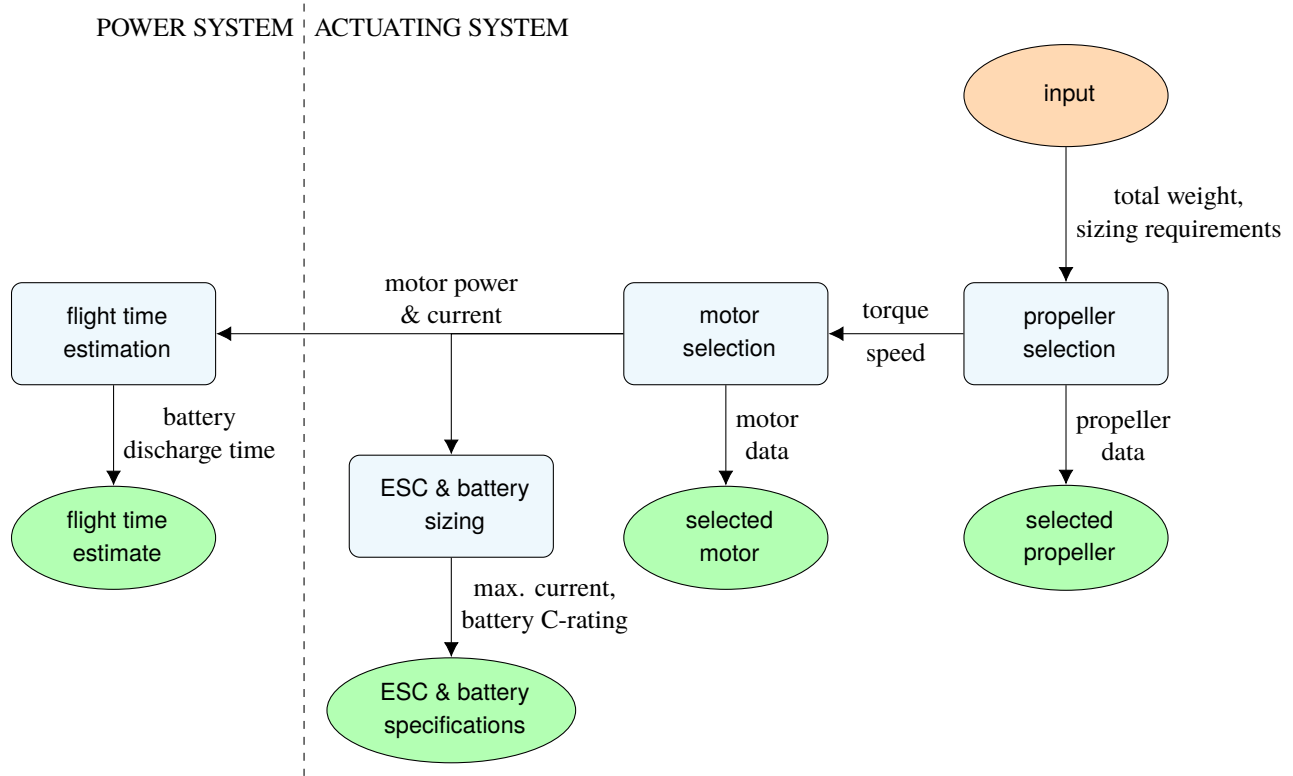 POWER SYSTEM
ACTUATING SYSTEM
input
total weight,
sizing requirements
flight time
estimation
motor power
& current
motor
selection
torque
speed
propeller
selection
battery
discharge time
motor
data
propeller
data
flight time
estimate
ESC & battery
sizing
selected
motor
selected
propeller
max. current,
battery C-rating
ESC & battery
specifications